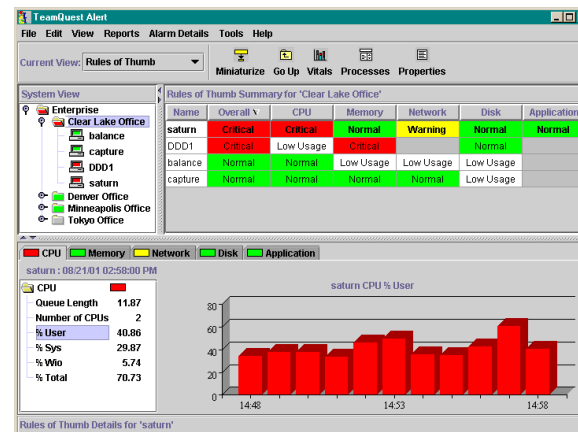 TeamQuest Alert
File Edit View Reports Alarm Details Tools Help
Current View: Rules of Thumb
Miniaturize Go Up Vitals Processes Properties
System View
Enterprise
Clear Lake Office
balance
capture
DDD1
saturn
Denver Office
Minneapolis Office
Tokyo Office
Rules of Thumb Summary for 'Clear Lake Office'
Name Overall CPU Memory Network Disk Application
saturn Critical Critical Normal Warning Normal Normal
DDD1 Critical Low Usage Critical Normal
balance Normal Normal Low Usage Low Usage Low Usage
capture Normal Normal Normal Normal Low Usage
CPU Memory Network Disk Application
saturn : 08/21/01 02:58:00 PM
CPU
Queue Length 11.87
Number of CPUs 2
% User 40.86
% Sys 29.87
% Wio 5.74
% Total 70.73
saturn CPU % User
80
60
40
20
0
14:48 14:53 14:58
Rules of Thumb Details for 'saturn'